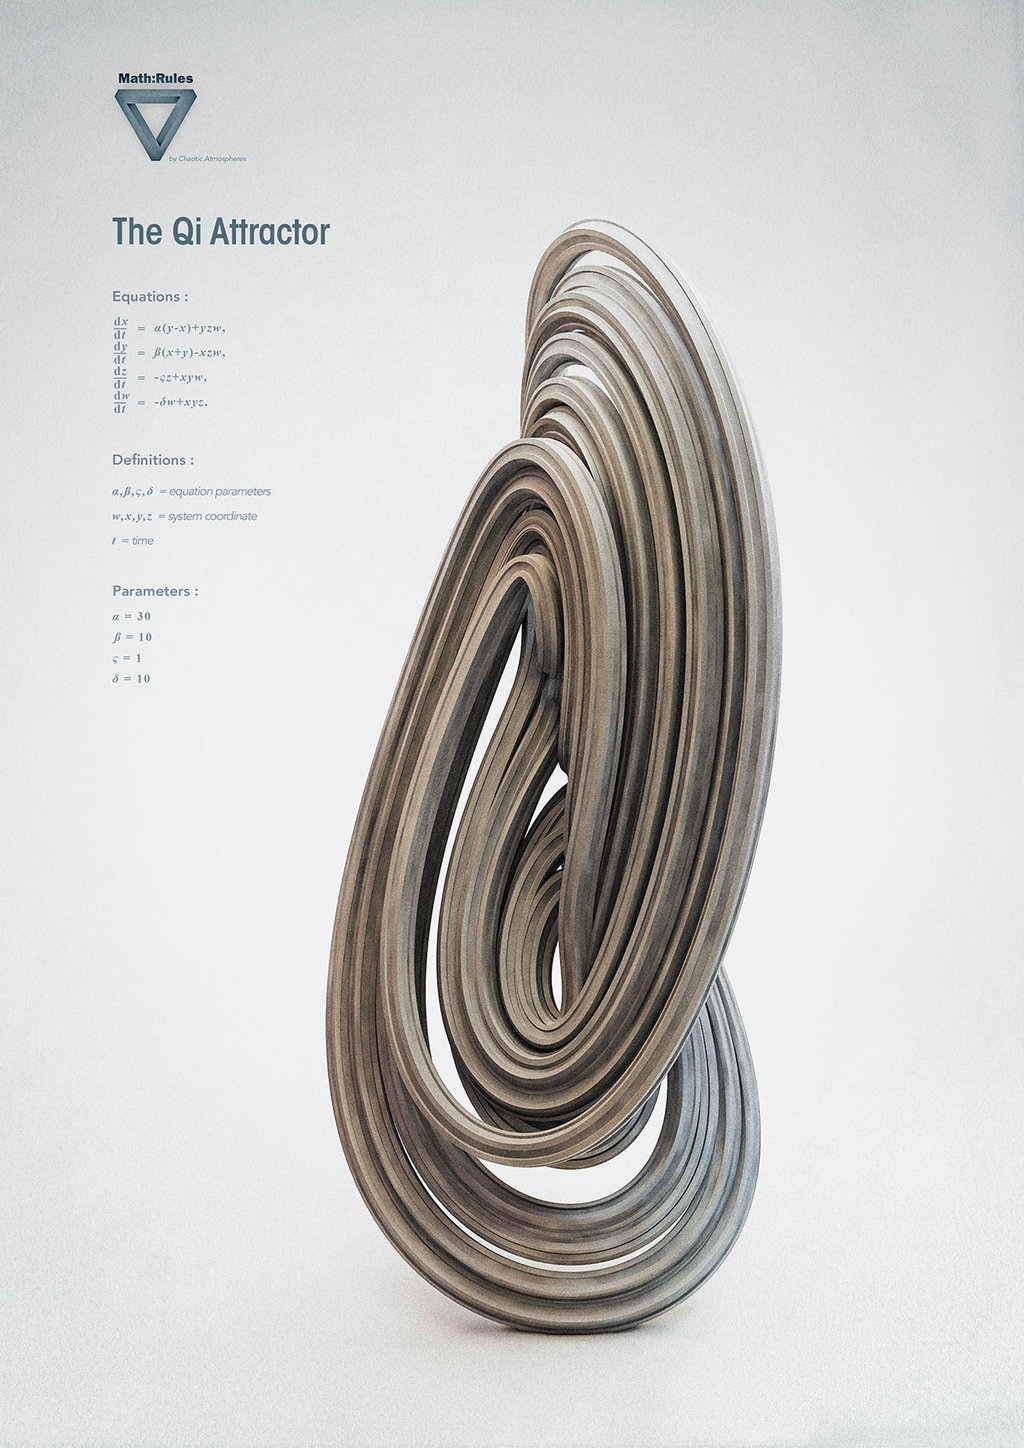 Math:Rules
by Chaotic Atmospheres
The Qi Attractor
Equations :
dx/dt = α(y-x)+yzw,
dy/dt = β(x+y)-xzw,
dz/dt = -ςz+xyw,
dw/dt = -δw+xyz.
Definitions :
α,β,ς,δ = equation parameters
w,x,y,z = system coordinate
t = time
Parameters :
α = 30
β = 10
ς = 1
δ = 10